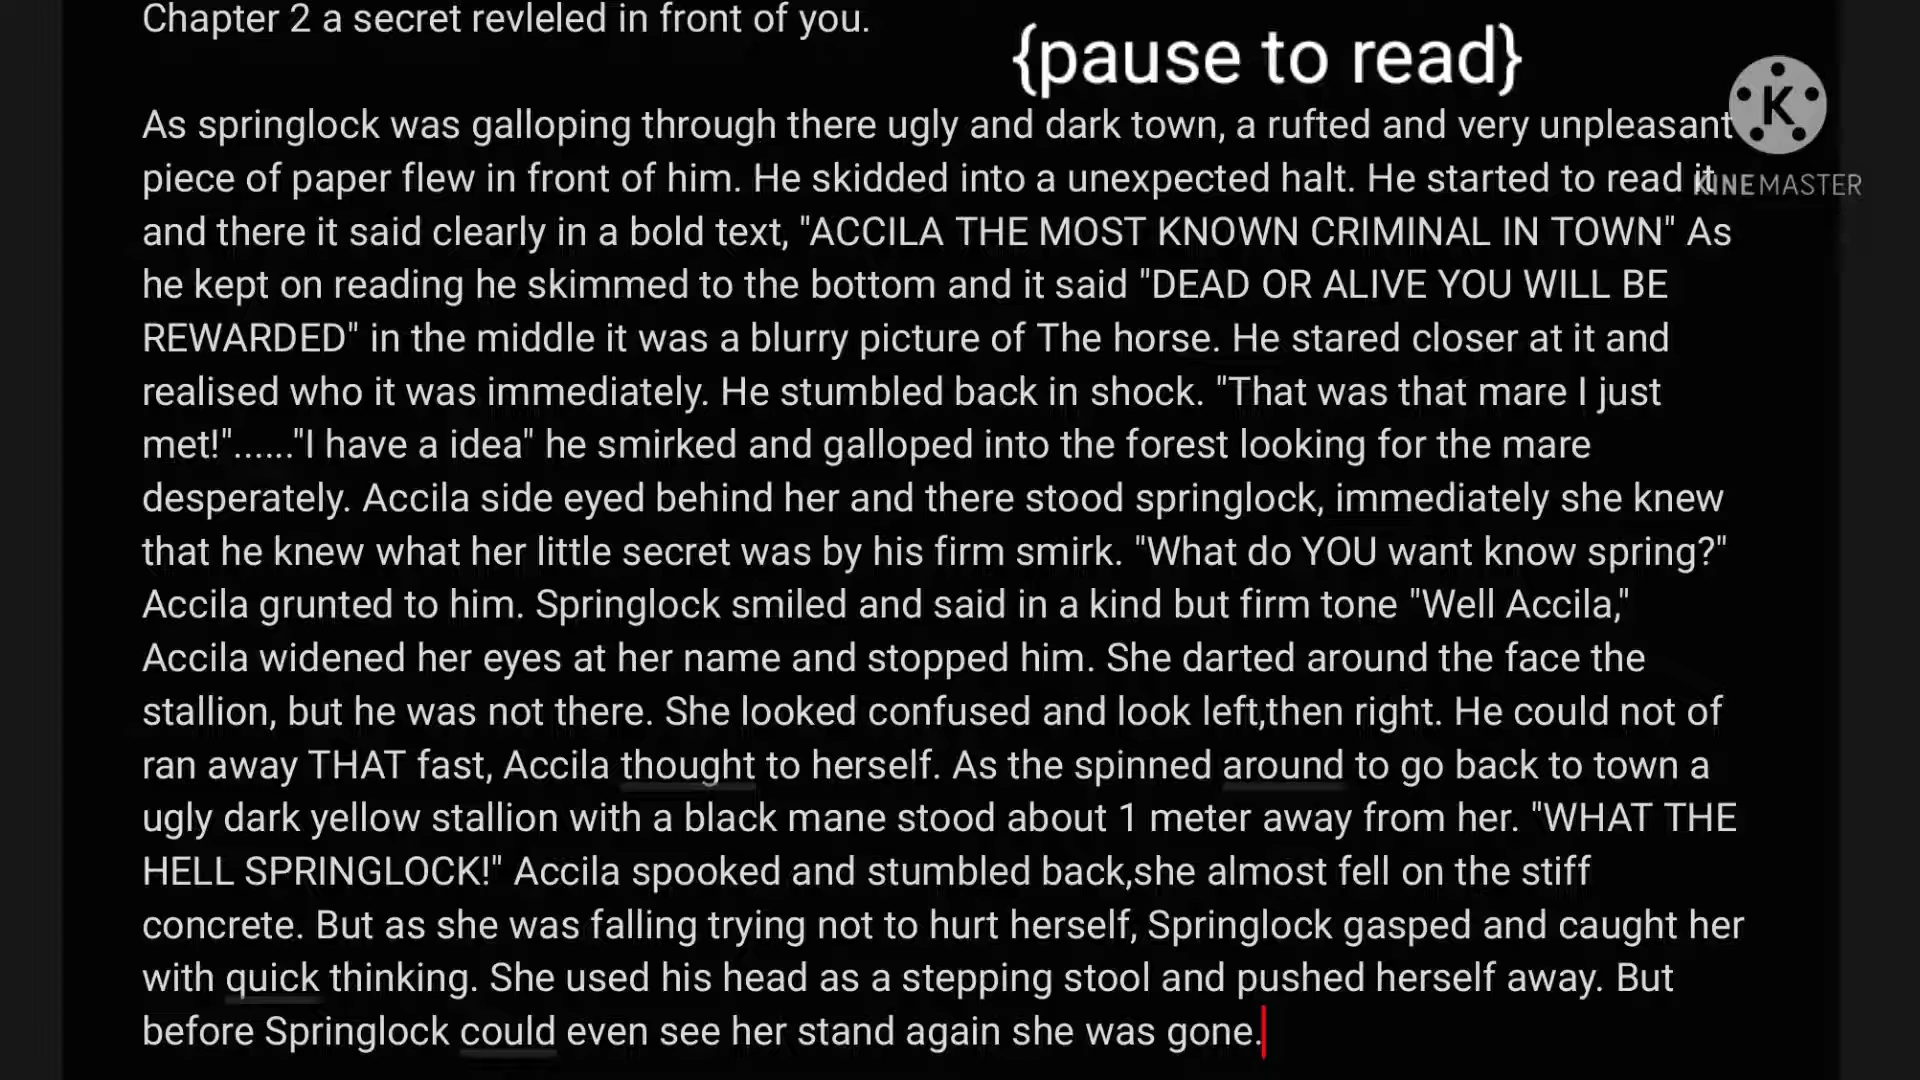 Chapter 2 a secret revleled in front of you.
{pause to read}
As springlock was galloping through there ugly and dark town, a rufted and very unpleasant
piece of paper flew in front of him. He skidded into a unexpected halt. He started to read it
and there it said clearly in a bold text, "ACCILA THE MOST KNOWN CRIMINAL IN TOWN" As
he kept on reading he skimmed to the bottom and it said "DEAD OR ALIVE YOU WILL BE
REWARDED" in the middle it was a blurry picture of The horse. He stared closer at it and
realised who it was immediately. He stumbled back in shock. "That was that mare I just
met!"......"I have a idea" he smirked and galloped into the forest looking for the mare
desperately. Accila side eyed behind her and there stood springlock, immediately she knew
that he knew what her little secret was by his firm smirk. "What do YOU want know spring?"
Accila grunted to him. Springlock smiled and said in a kind but firm tone "Well Accila,"
Accila widened her eyes at her name and stopped him. She darted around the face the
stallion, but he was not there. She looked confused and look left,then right. He could not of
ran away THAT fast, Accila thought to herself. As the spinned around to go back to town a
ugly dark yellow stallion with a black mane stood about 1 meter away from her. "WHAT THE
HELL SPRINGLOCK!" Accila spooked and stumbled back,she almost fell on the stiff
concrete. But as she was falling trying not to hurt herself, Springlock gasped and caught her
with quick thinking. She used his head as a stepping stool and pushed herself away. But
before Springlock could even see her stand again she was gone.
K
KINEMASTER